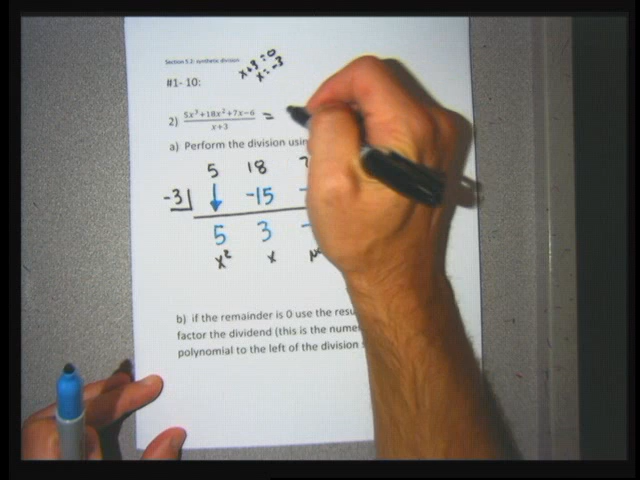 Section 5.2: synthetic division
x+3=0
x=-3
#1- 10:
2) 5x³+18x²+7x-6 =
x+3
a) Perform the division usin
5 18 7
-3 -15 -
5 3 -
x² x
b) if the remainder is 0 use the resu
factor the dividend (this is the nume
polynomial to the left of the division